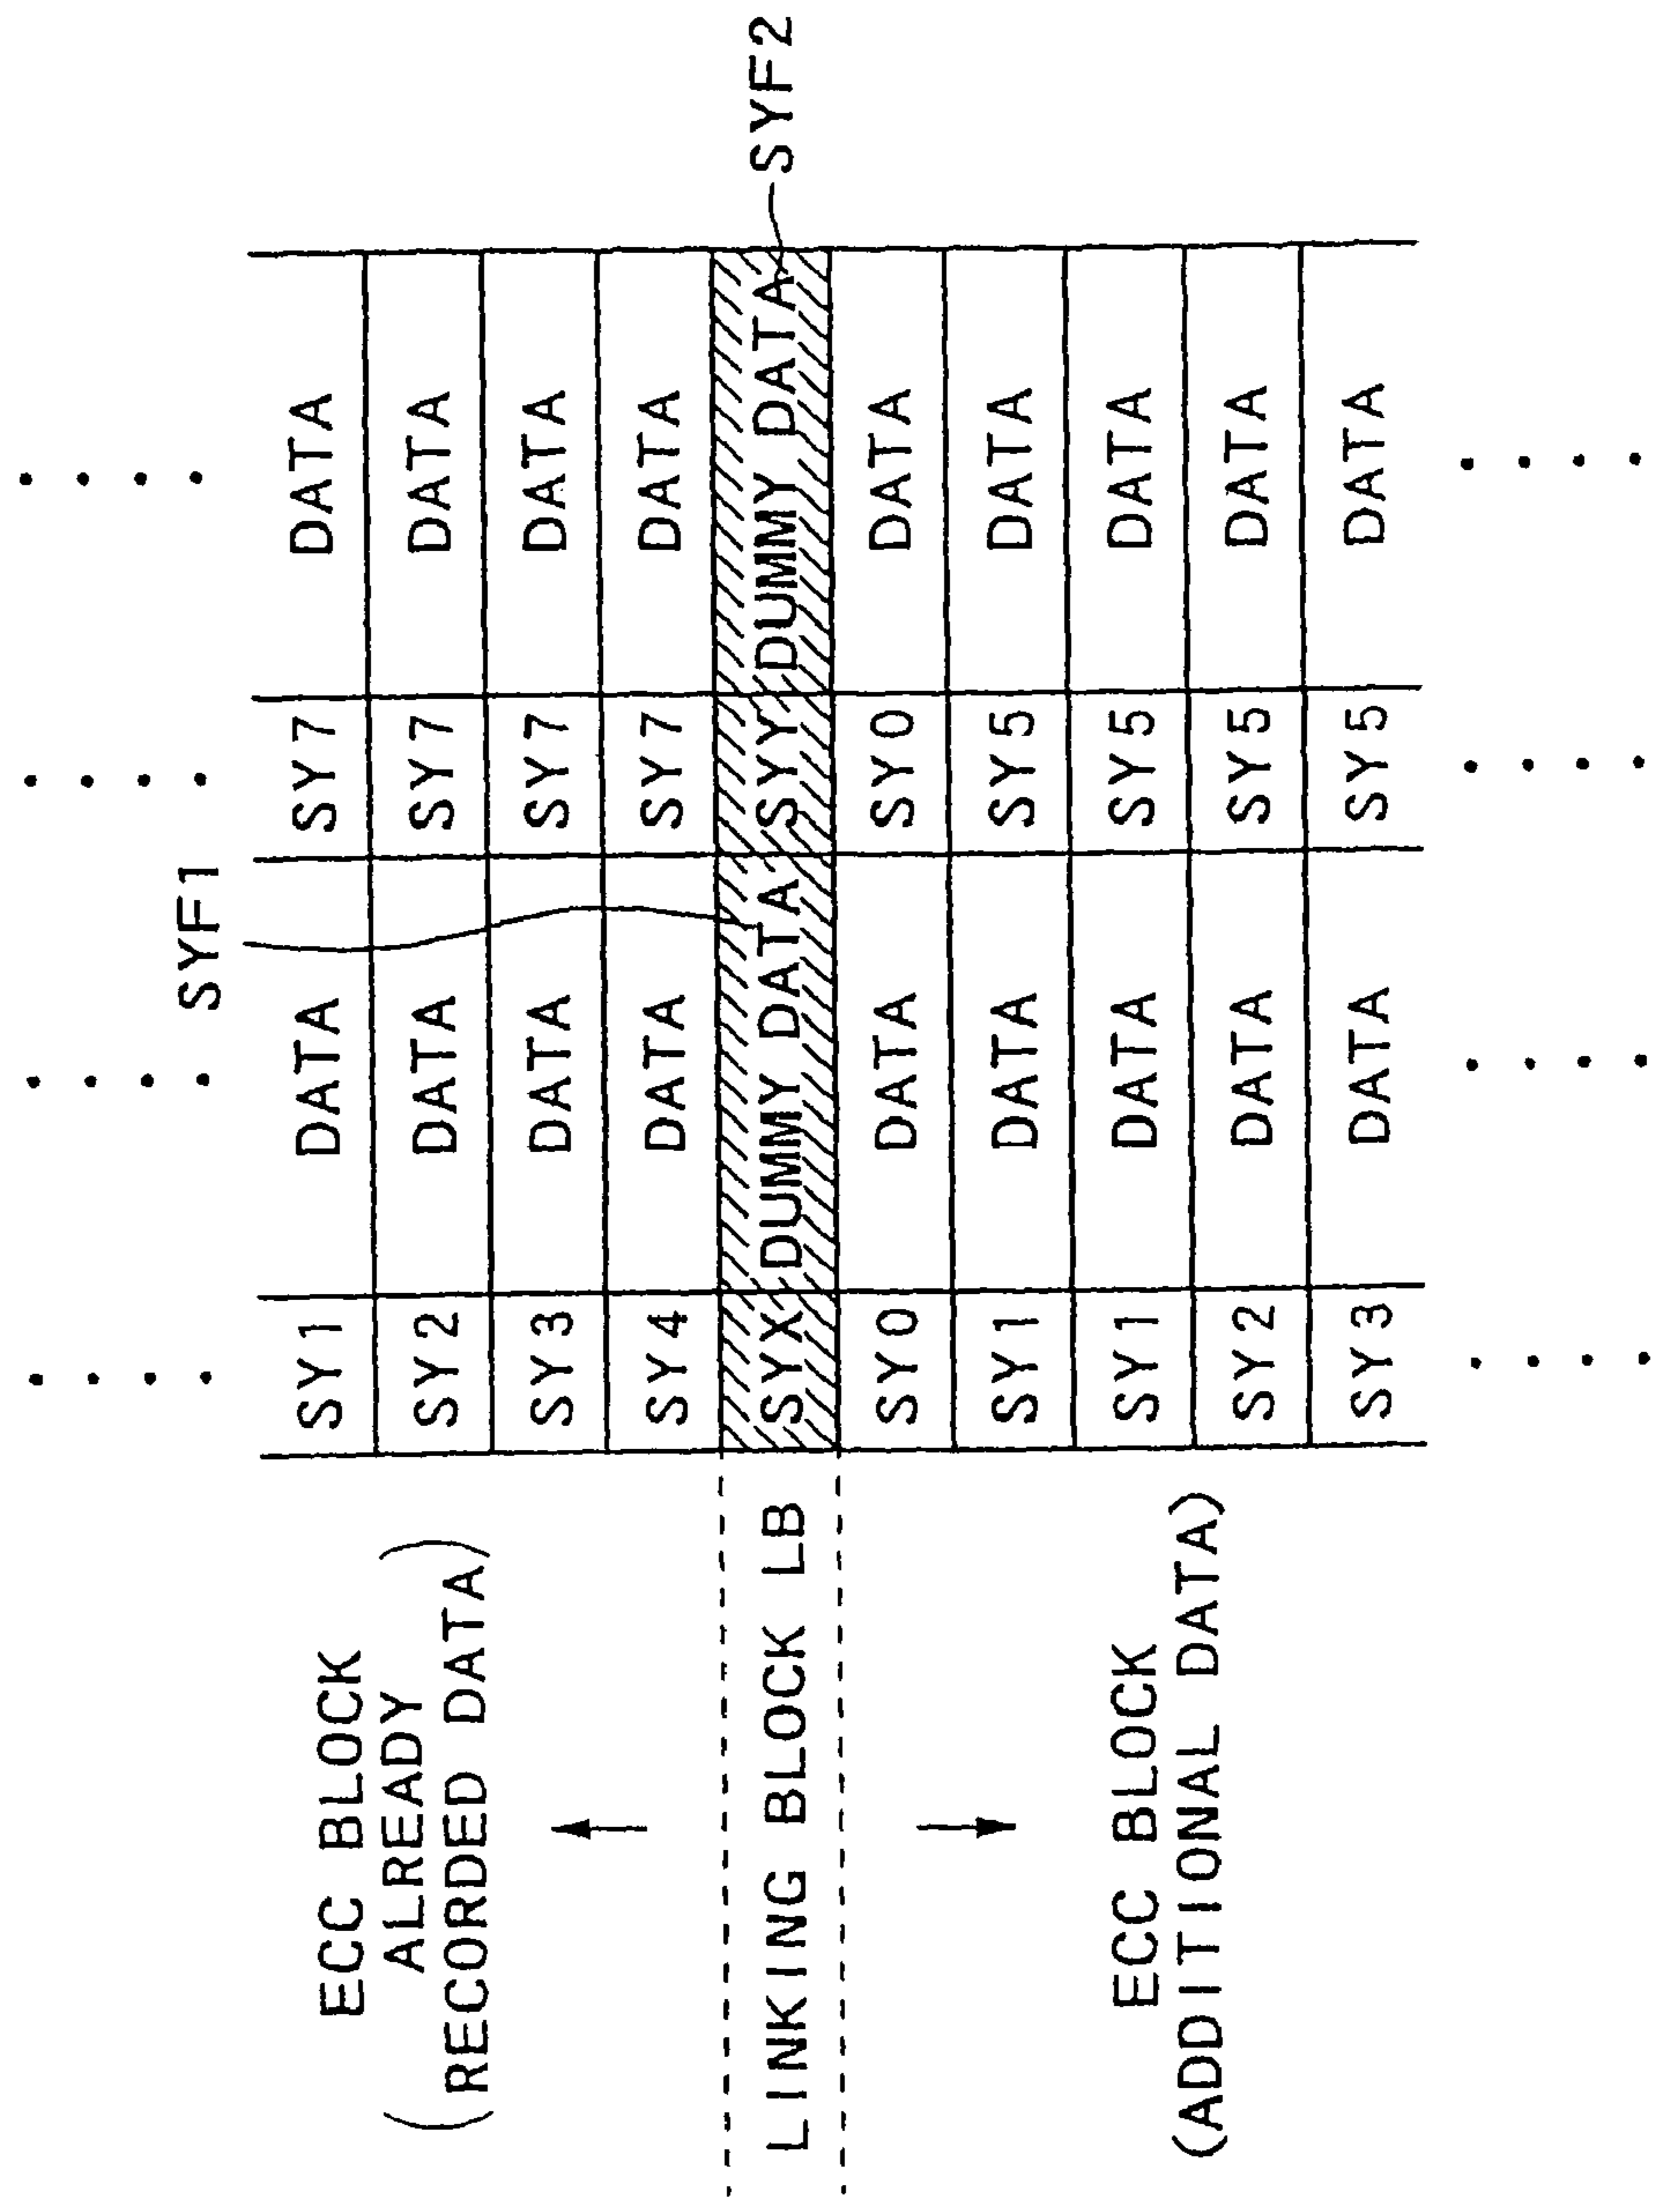 SYF1
ECC BLOCK
ALREADY
(RECORDED DATA)
SY1 DATA SY7 DATA
SY2 DATA SY7 DATA
SY3 DATA SY7 DATA
SY4 DATA SY7 DATA
LINKING BLOCK LB
SYX DUMMY DATA SYY DUMMY DATA
SYF2
ECC BLOCK
(ADDITIONAL DATA)
SY0 DATA SY0 DATA
SY1 DATA SY5 DATA
SY1 DATA SY5 DATA
SY2 DATA SY5 DATA
SY3 DATA SY5 DATA